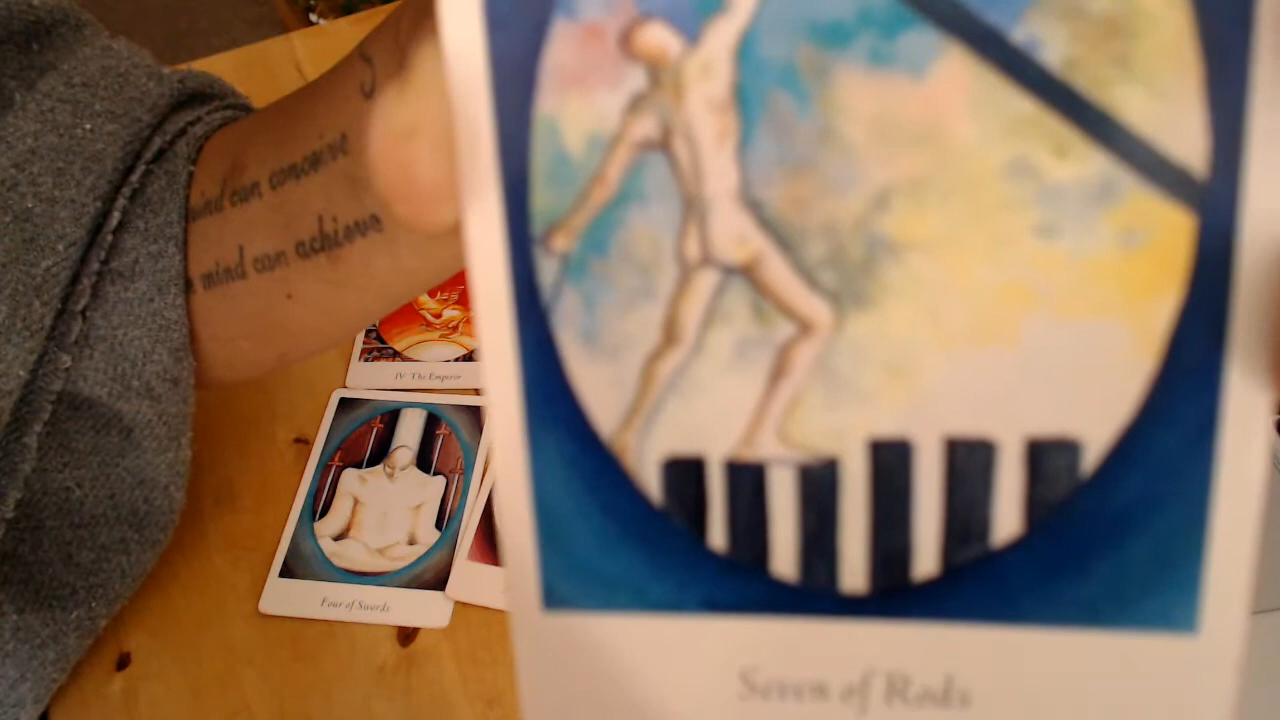 mind can conceive
mind can achieve
IV The Emperor
Four of Swords
Seven of Rods